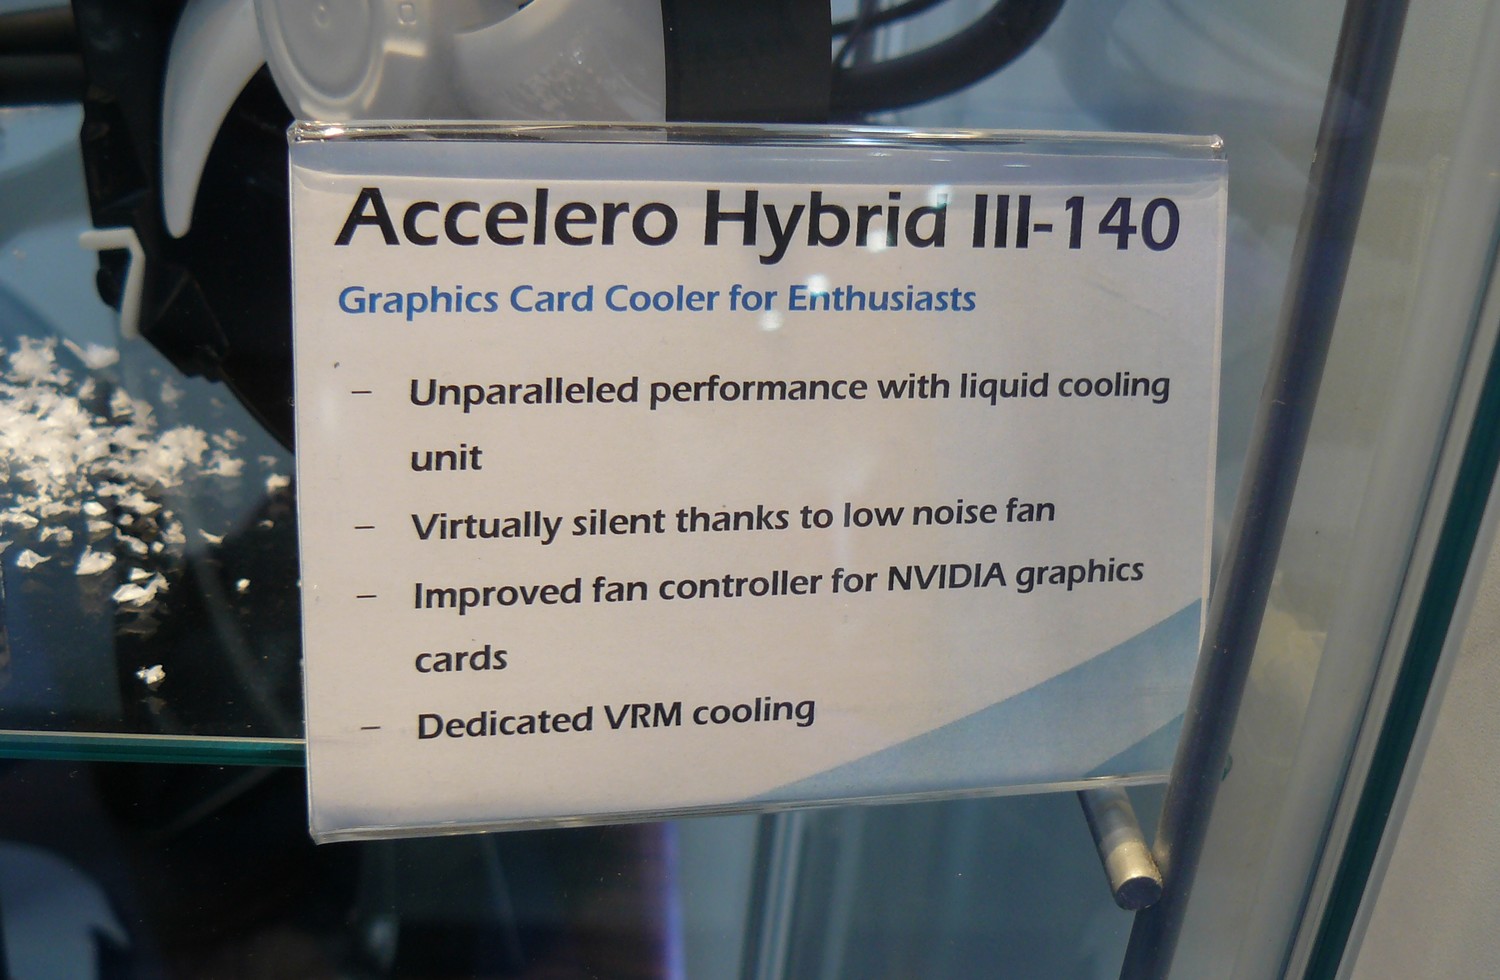 Accelero Hybrid III-140
Graphics Card Cooler for Enthusiasts
– Unparalleled performance with liquid cooling
unit
– Virtually silent thanks to low noise fan
– Improved fan controller for NVIDIA graphics
cards
– Dedicated VRM cooling